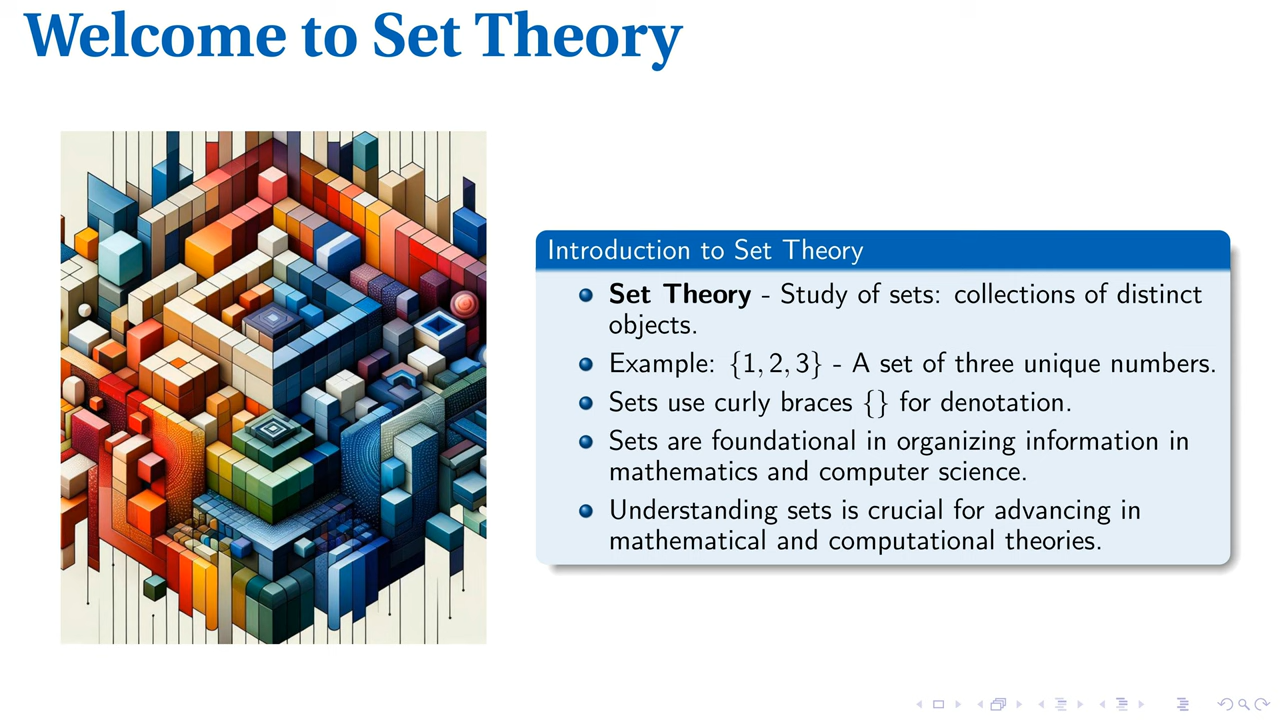 Welcome to Set Theory
Introduction to Set Theory
Set Theory - Study of sets: collections of distinct
objects.
Example: {1, 2, 3} - A set of three unique numbers.
Sets use curly braces {} for denotation.
Sets are foundational in organizing information in
mathematics and computer science.
Understanding sets is crucial for advancing in
mathematical and computational theories.